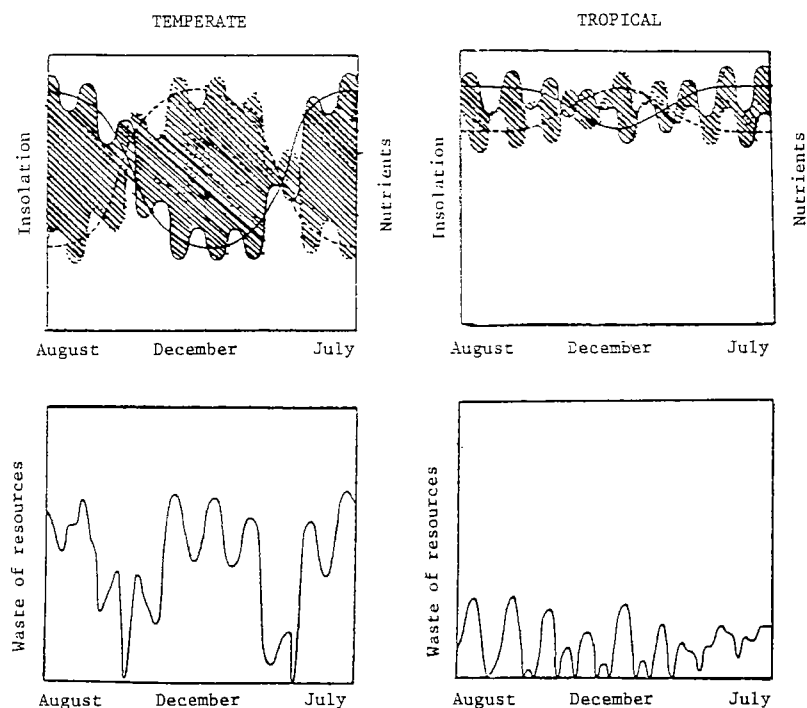 TEMPERATE
TROPICAL
Insolation
Nutrients
Insolation
Nutrients
August December July
August December July
Waste of resources
Waste of resources
August December July
August December July